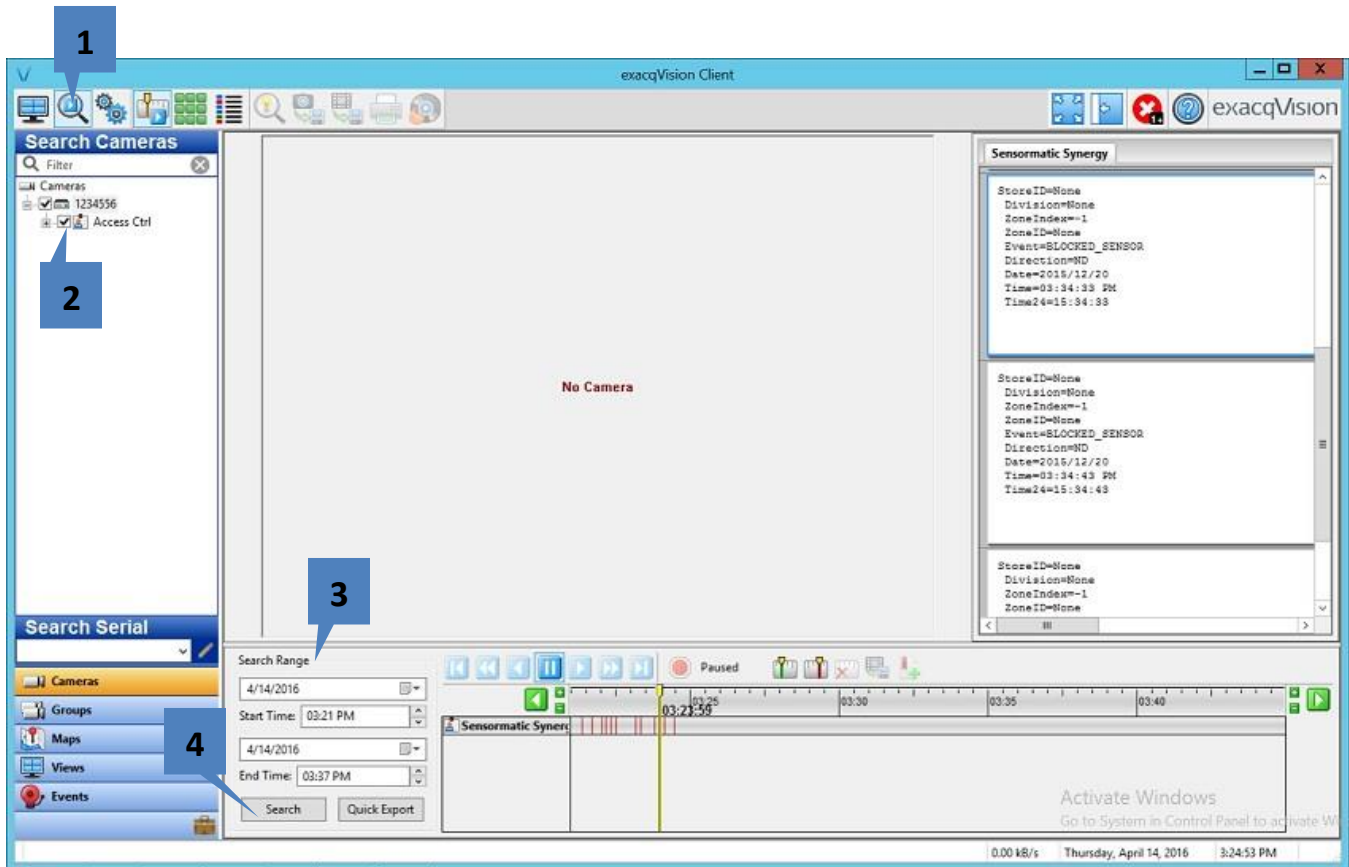 1
exacqVision Client
exacqVision
Search Cameras
Filter
Cameras
1234556
Access Ctrl
2
No Camera
Sensormatic Synergy
StoreID=None
Division=None
ZoneIndex=-1
ZoneID=None
Event=BLOCKED_SENSOR
Direction=ND
Date=2015/12/20
Time=03:34:33 PM
Time24=15:34:33
StoreID=None
Division=None
ZoneIndex=-1
ZoneID=None
Event=BLOCKED_SENSOR
Direction=ND
Date=2015/12/20
Time=03:34:43 PM
Time24=15:34:43
StoreID=None
Division=None
ZoneIndex=-1
ZoneID=None
Search Serial
Cameras
Groups
Maps
Views
Events
3
4
Search Range
4/14/2016
Start Time: 03:21 PM
4/14/2016
End Time: 03:37 PM
Search
Quick Export
Paused
03:25
03:30
03:35
03:40
03:23:59
Sensormatic Synerg
Activate Windows
Go to System in Control Panel to activate W
0.00 kB/s
Thursday, April 14, 2016
3:24:53 PM